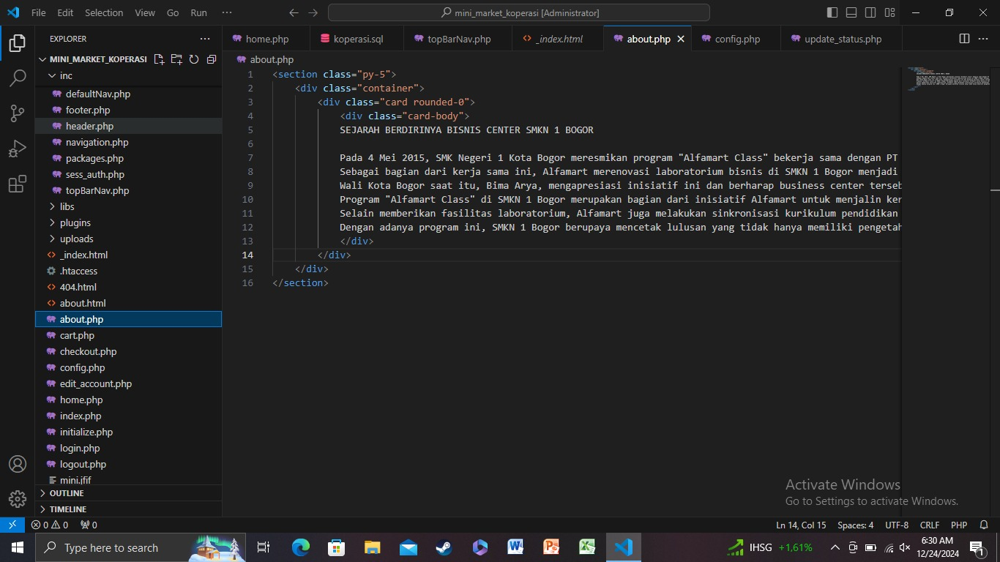 File Edit Selection View Go Run ··· mini_market_koperasi [Administrator]
EXPLORER ···
MINI_MARKET_KOPERASI
inc
defaultNav.php
footer.php
header.php
navigation.php
packages.php
sess_auth.php
topBarNav.php
libs
plugins
uploads
_index.html
.htaccess
404.html
about.html
about.php
cart.php
checkout.php
config.php
edit_account.php
home.php
index.php
initialize.php
login.php
logout.php
mini.jfif
OUTLINE
TIMELINE
home.php koperasi.sql topBarNav.php _index.html about.php config.php update_status.php
about.php
1 <section class="py-5">
2 <div class="container">
3 <div class="card rounded-0">
4 <div class="card-body">
5 SEJARAH BERDIRINYA BISNIS CENTER SMKN 1 BOGOR
6
7 Pada 4 Mei 2015, SMK Negeri 1 Kota Bogor meresmikan program "Alfamart Class" bekerja sama dengan PT
8 Sebagai bagian dari kerja sama ini, Alfamart merenovasi laboratorium bisnis di SMKN 1 Bogor menjadi
9 Wali Kota Bogor saat itu, Bima Arya, mengapresiasi inisiatif ini dan berharap business center terseb
10 Program "Alfamart Class" di SMKN 1 Bogor merupakan bagian dari inisiatif Alfamart untuk menjalin ker
11 Selain memberikan fasilitas laboratorium, Alfamart juga melakukan sinkronisasi kurikulum pendidikan
12 Dengan adanya program ini, SMKN 1 Bogor berupaya mencetak lulusan yang tidak hanya memiliki pengetah
13 </div>
14 </div>
15 </div>
16 </section>
Activate Windows
Go to Settings to activate Windows.
0 0 0 Ln 14, Col 15 Spaces: 4 UTF-8 CRLF PHP
Type here to search IHSG +1,61% 6:30 AM
12/24/2024 1